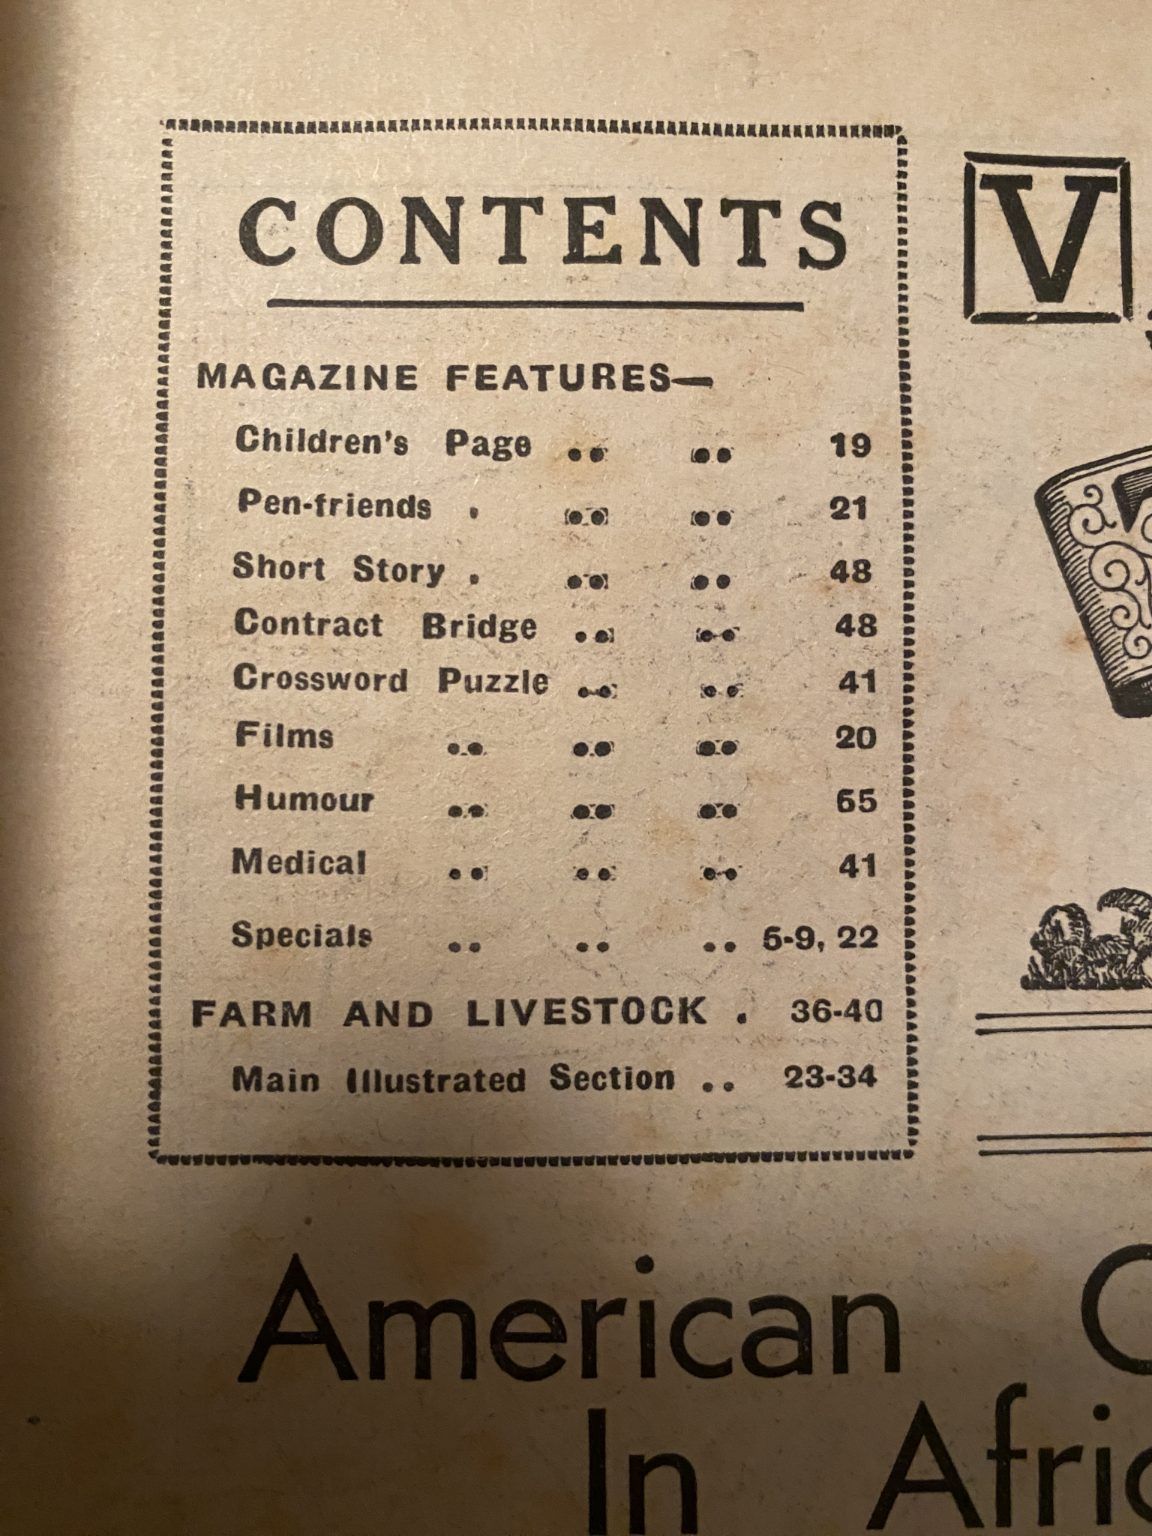 CONTENTS
MAGAZINE FEATURES—
Children's Page .. .. 19
Pen-friends . .. .. 21
Short Story . .. .. 48
Contract Bridge .. .. 48
Crossword Puzzle .. .. 41
Films .. .. .. 20
Humour .. .. .. 65
Medical .. .. .. 41
Specials .. .. .. 5-9, 22
FARM AND LIVESTOCK . 36-40
Main Illustrated Section .. 23-34
V
American
In